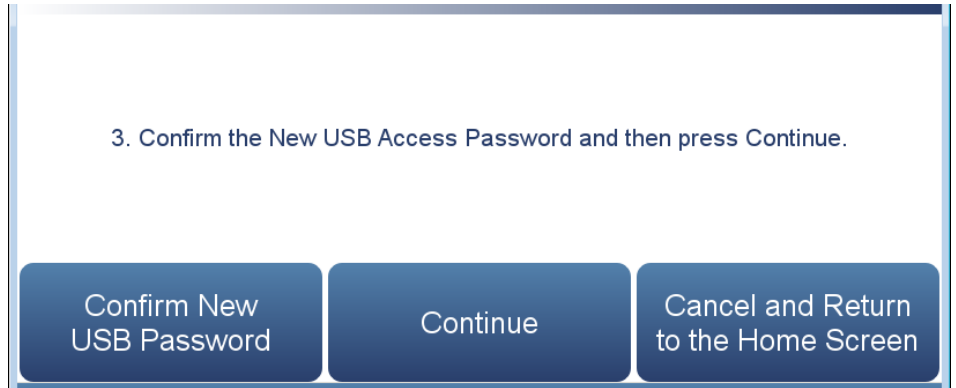 3. Confirm the New USB Access Password and then press Continue.
Confirm New
USB Password
Continue
Cancel and Return
to the Home Screen